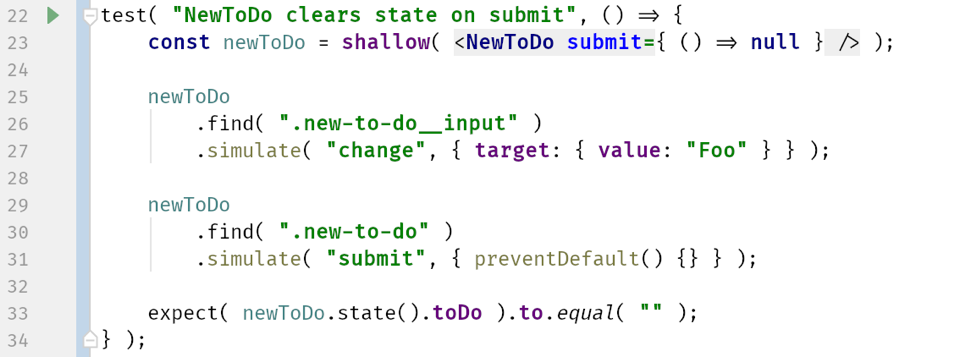 22 test( "NewToDo clears state on submit", () => {
23 const newToDo = shallow( <NewToDo submit={ () => null } /> );
24
25 newToDo
26 .find( ".new-to-do__input" )
27 .simulate( "change", { target: { value: "Foo" } } );
28
29 newToDo
30 .find( ".new-to-do" )
31 .simulate( "submit", { preventDefault() {} } );
32
33 expect( newToDo.state().toDo ).to.equal( "" );
34 } );